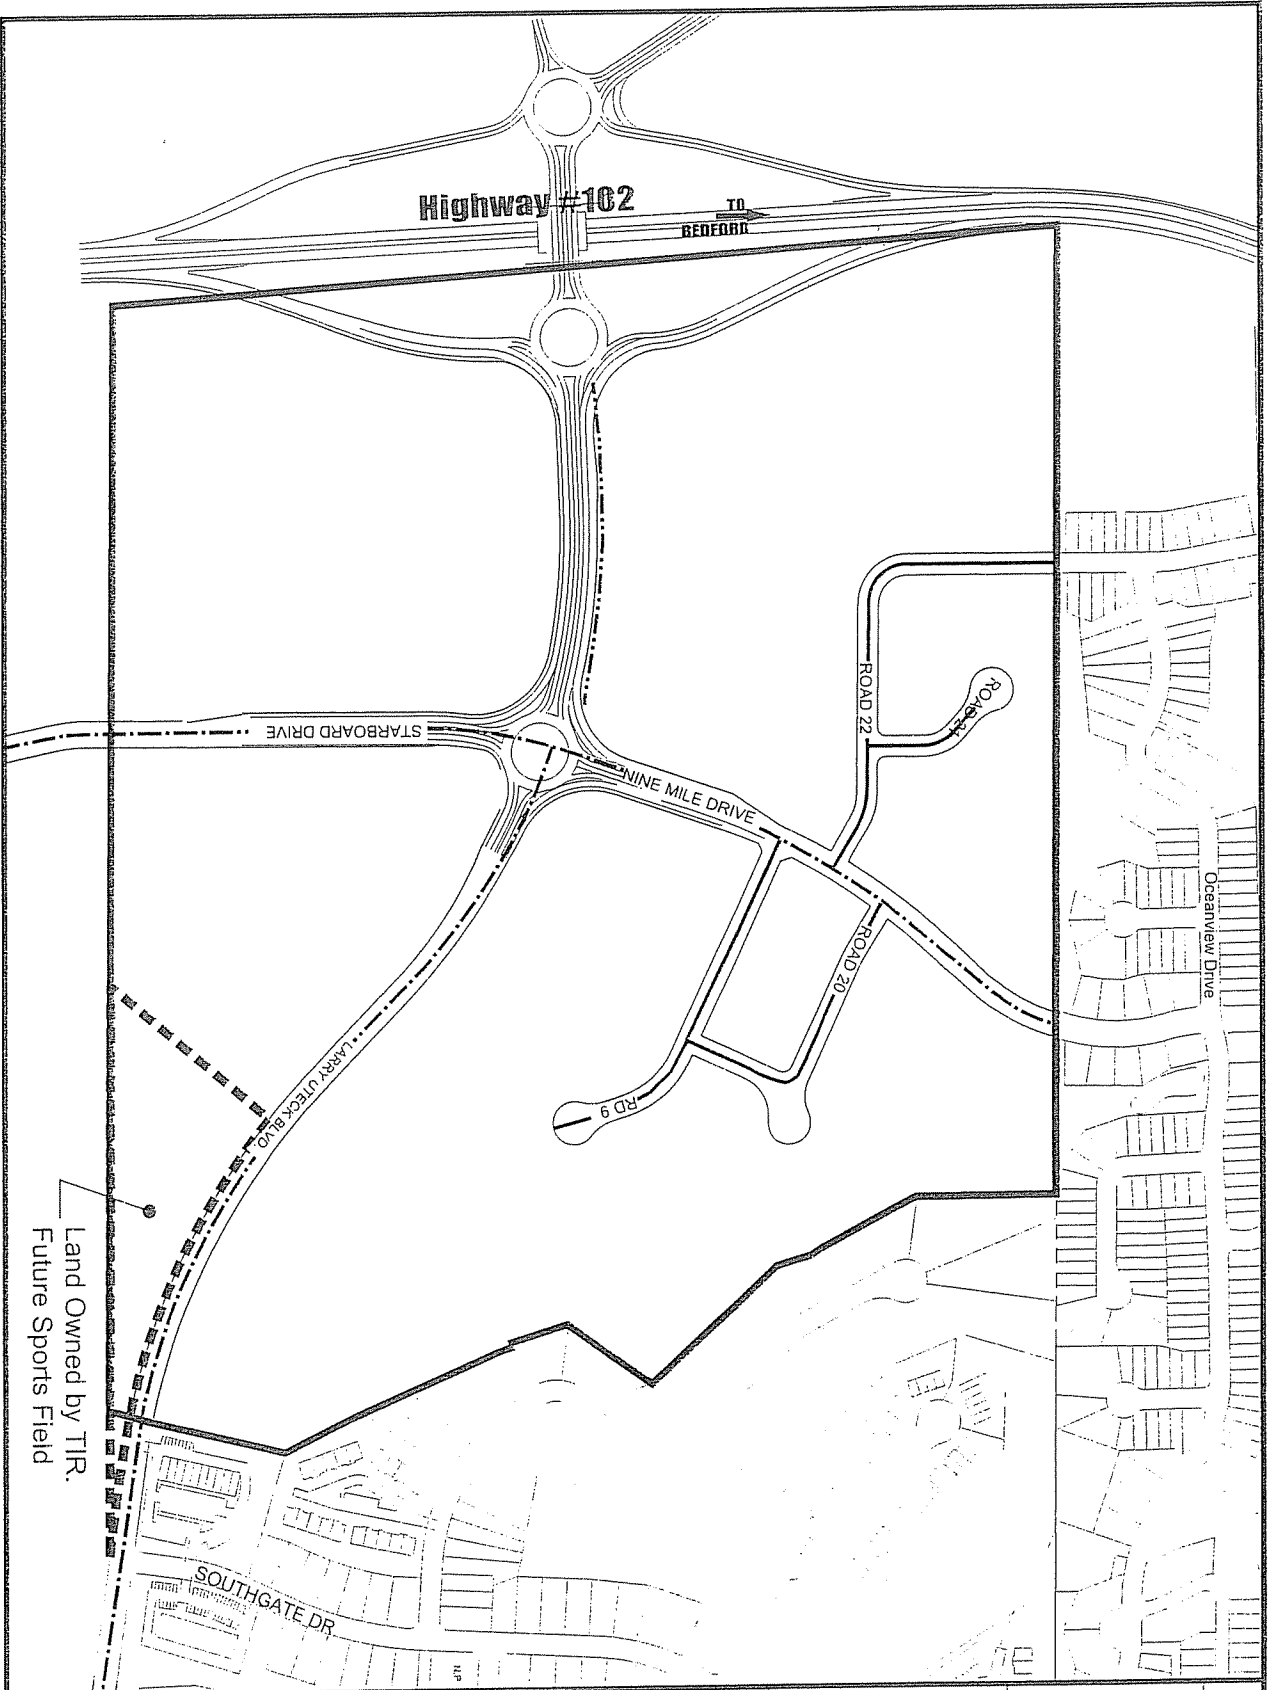 Highway #102
TO
BEDFORD
ROAD 22
ROAD 21
STARBOARD DRIVE
NINE MILE DRIVE
Oceanview Drive
ROAD 20
LARRY UTECK BLVD.
RD 9
Land Owned by TIR.
Future Sports Field
SOUTHGATE DR
N.P